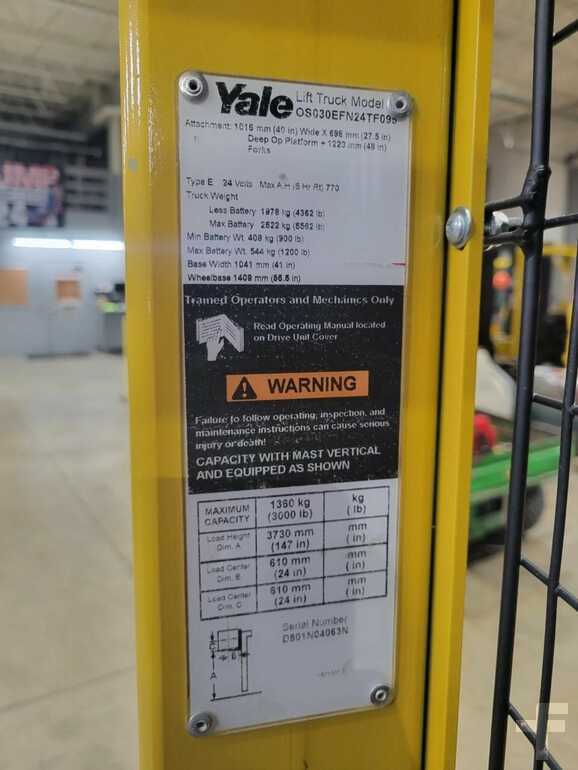 Yale Lift Truck Model
OS030EFN24TF095
Attachment: 1016 mm (40 in) Wide X 698 mm (27.5 in)
Deep Op Platform + 1220 mm (48 in)
Forks
Type E 24 Volts Max A.H (6 Hr Rt) 770
Truck Weight
Less Battery 1978 kg (4362 lb)
Max Battery 2522 kg (5562 lb)
Min Battery Wt. 408 kg (900 lb)
Max Battery Wt. 544 kg (1200 lb)
Base Width 1041 mm (41 in)
Wheelbase 1409 mm (55.5 in)
Trained Operators and Mechanics Only
Read Operating Manual located
on Drive Unit Cover
WARNING
Failure to follow operating, inspection, and
maintenance instructions can cause serious
injury or death!
CAPACITY WITH MAST VERTICAL
AND EQUIPPED AS SHOWN
MAXIMUM CAPACITY 1360 kg (3000 lb) kg (lb)
Load Height Dim. A 3730 mm (147 in) mm (in)
Load Center Dim. B 610 mm (24 in) mm (in)
Load Center Dim. C 610 mm (24 in) mm (in)
Serial Number
D801N04063N
C
B
A